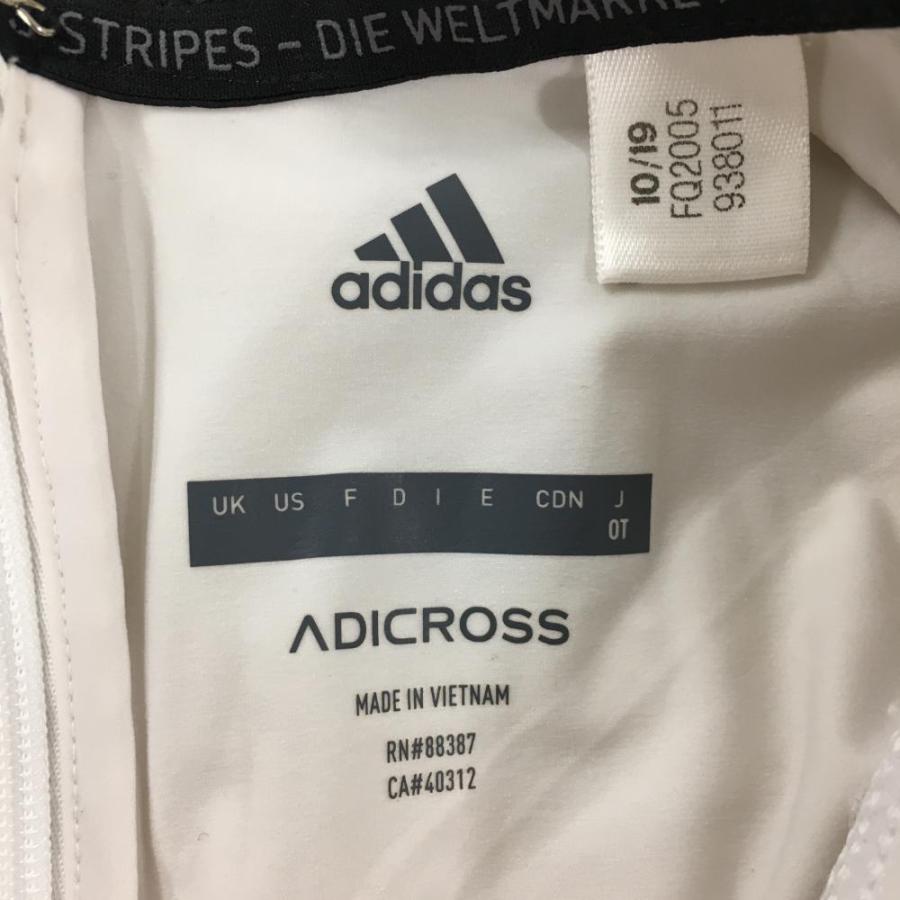 STRIPES – DIE WELTMARKE
10/19
FQ2005
938011
adidas
UK US F D I E CDN J
OT
ADICROSS
MADE IN VIETNAM
RN#88387
CA#40312